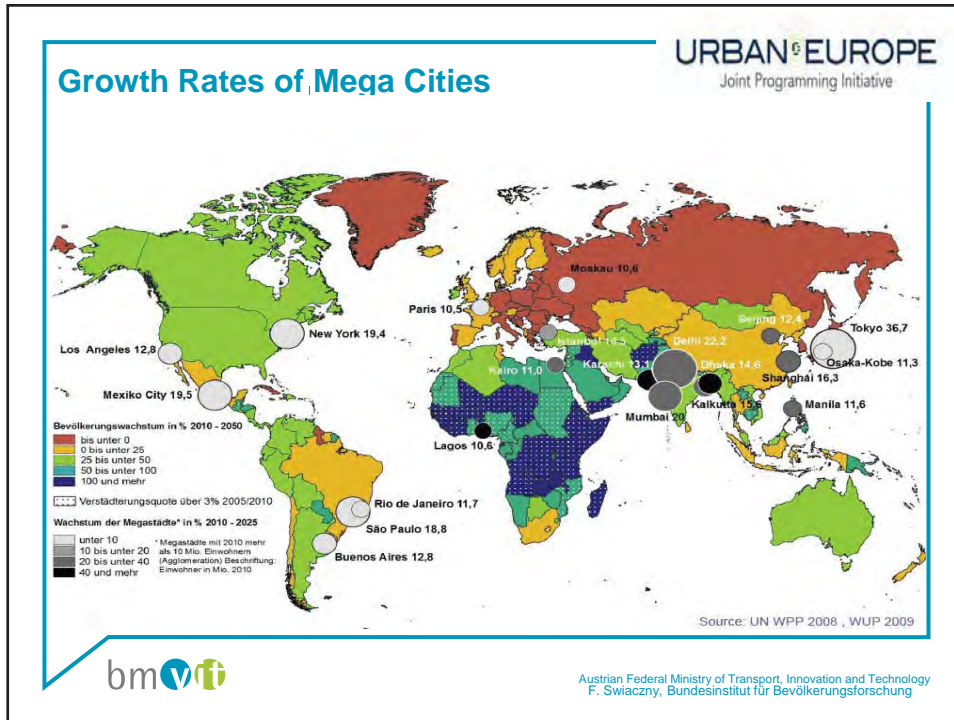 URBAN EUROPE
Joint Programming Initiative
Growth Rates of Mega Cities
Moskau 10,6
Paris 10,5
Beijing 12,4
New York 19,4
Tokyo 36,7
Los Angeles 12,8
Istanbul 10,5
Delhi 22,2
Osaka-Kobe 11,3
Kairo 11,0
Karachi 13,1
Dhaka 14,6
Shanghai 16,3
Mexiko City 19,5
Kalkutta 15,6
Manila 11,6
Mumbai 20
Lagos 10,6
Bevölkerungswachstum in % 2010 - 2050
bis unter 0
0 bis unter 25
25 bis unter 50
50 bis unter 100
100 und mehr
Verstädterungsquote über 3% 2005/2010
Rio de Janeiro 11,7
Wachstum der Megastädte* in % 2010 - 2025
São Paulo 18,8
unter 10
10 bis unter 20
20 bis unter 40
40 und mehr
* Megastädte mit 2010 mehr
als 10 Mio. Einwohnern
(Agglomeration) Beschriftung:
Einwohner in Mio. 2010
Buenos Aires 12,8
Source: UN WPP 2008 , WUP 2009
bmvit
Austrian Federal Ministry of Transport, Innovation and Technology
F. Swiaczny, Bundesinstitut für Bevölkerungsforschung